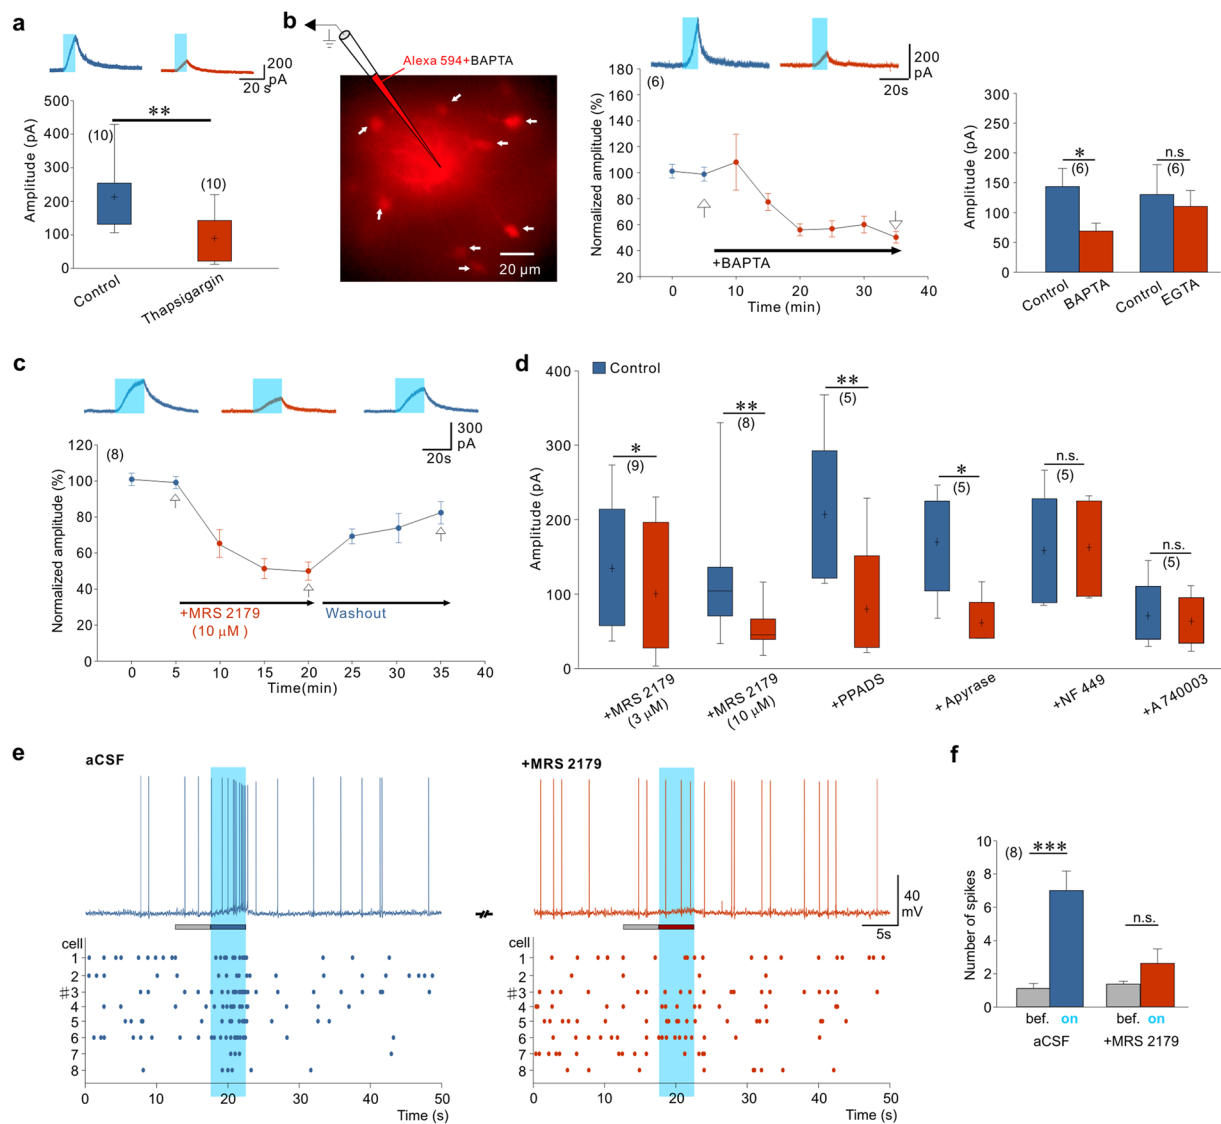 a
200
pA
20 s
Amplitude (pA)
500
400
300
200
100
0
(10)
**
(10)
Control
Thapsigargin
b
Alexa 594+BAPTA
20 µm
200
pA
20s
Normalized amplitude (%)
180
160
140
120
100
80
60
40
20
(6)
+BAPTA
0
10
20
30
40
Time (min)
Amplitude (pA)
300
250
200
150
100
50
0
*
(6)
n.s
(6)
Control
BAPTA
Control
EGTA
c
300
pA
20s
Normalized amplitude (%)
120
100
80
60
40
20
0
(8)
+MRS 2179
(10 µM )
Washout
0
5
10
15
20
25
30
35
40
Time(min)
d
Control
Amplitude (pA)
400
300
200
100
0
*
(9)
**
(8)
**
(5)
*
(5)
n.s.
(5)
n.s.
(5)
+MRS 2179
(3 µM)
+MRS 2179
(10 µM)
+PPADS
+ Apyrase
+NF 449
+A 740003
e
aCSF
+MRS 2179
40
mV
5s
cell
1
2
#3
4
5
6
7
8
0
10
20
30
40
50
Time (s)
cell
1
2
#3
4
5
6
7
8
0
10
20
30
40
50
Time (s)
f
Number of spikes
10
8
6
4
2
0
(8)
***
n.s.
bef. on
aCSF
bef. on
+MRS 2179